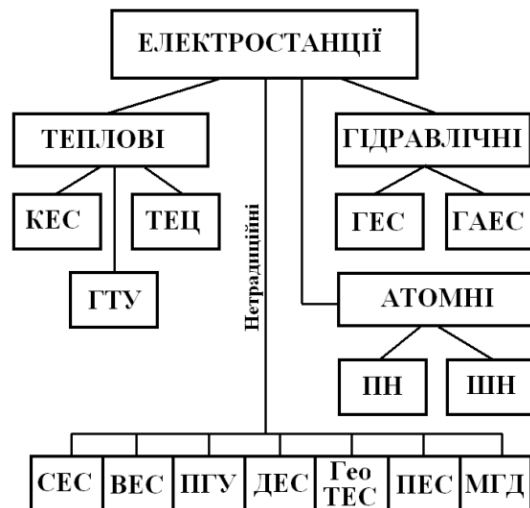 ЕЛЕКТРОСТАНЦІЇ
ТЕПЛОВІ
ГІДРАВЛІЧНІ
КЕС
ТЕЦ
ГЕС
ГАЕС
ГТУ
Нетрадиційні
АТОМНІ
ПН
ШН
СЕС
ВЕС
ПГУ
ДЕС
Гео
ТЕС
ПЕС
МГД